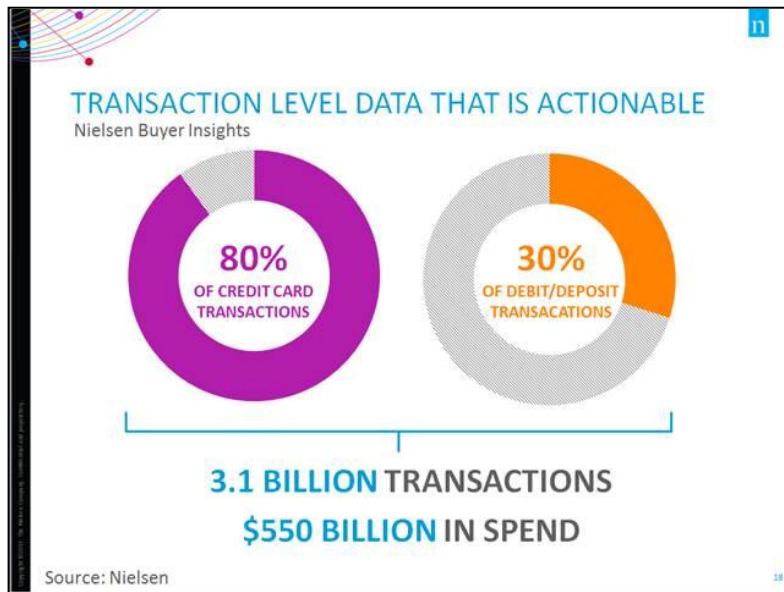 n
TRANSACTION LEVEL DATA THAT IS ACTIONABLE
Nielsen Buyer Insights
80%
OF CREDIT CARD
TRANSACTIONS
30%
OF DEBIT/DEPOSIT
TRANSACATIONS
3.1 BILLION TRANSACTIONS
$550 BILLION IN SPEND
Source: Nielsen
18